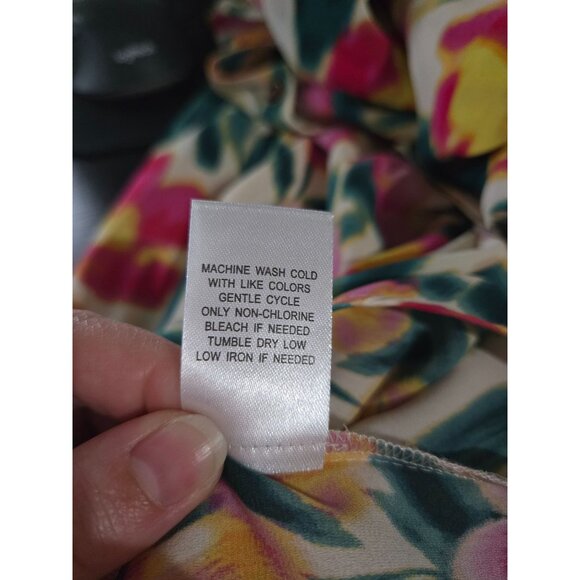 MACHINE WASH COLD
WITH LIKE COLORS
GENTLE CYCLE
ONLY NON-CHLORINE
BLEACH IF NEEDED
TUMBLE DRY LOW
LOW IRON IF NEEDED